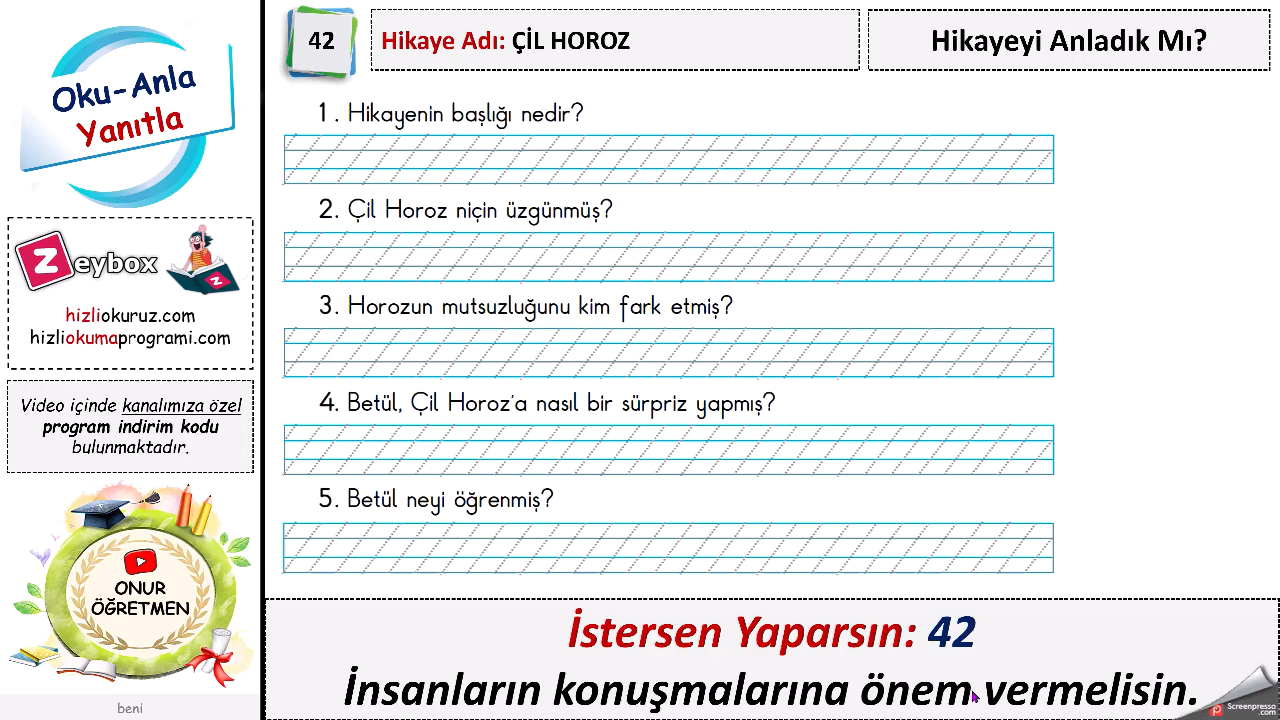 Oku-Anla
Yanıtla
Z
eybox
Z
hizliokuruz.com
hizliokumaprogrami.com
Video içinde kanalımıza özel
program indirim kodu
bulunmaktadır.
ONUR
ÖĞRETMEN
beni
42
Hikaye Adı: ÇİL HOROZ
Hikayeyi Anladık Mı?
1. Hikayenin başlığı nedir?
2. Çil Horoz niçin üzgünmüş?
3. Horozun mutsuzluğunu kim fark etmiş?
4. Betül, Çil Horoz'a nasıl bir sürpriz yapmış?
5. Betül neyi öğrenmiş?
İstersen Yaparsın: 42
İnsanların konuşmalarına önem vermelisin.
Screenpresso
.com